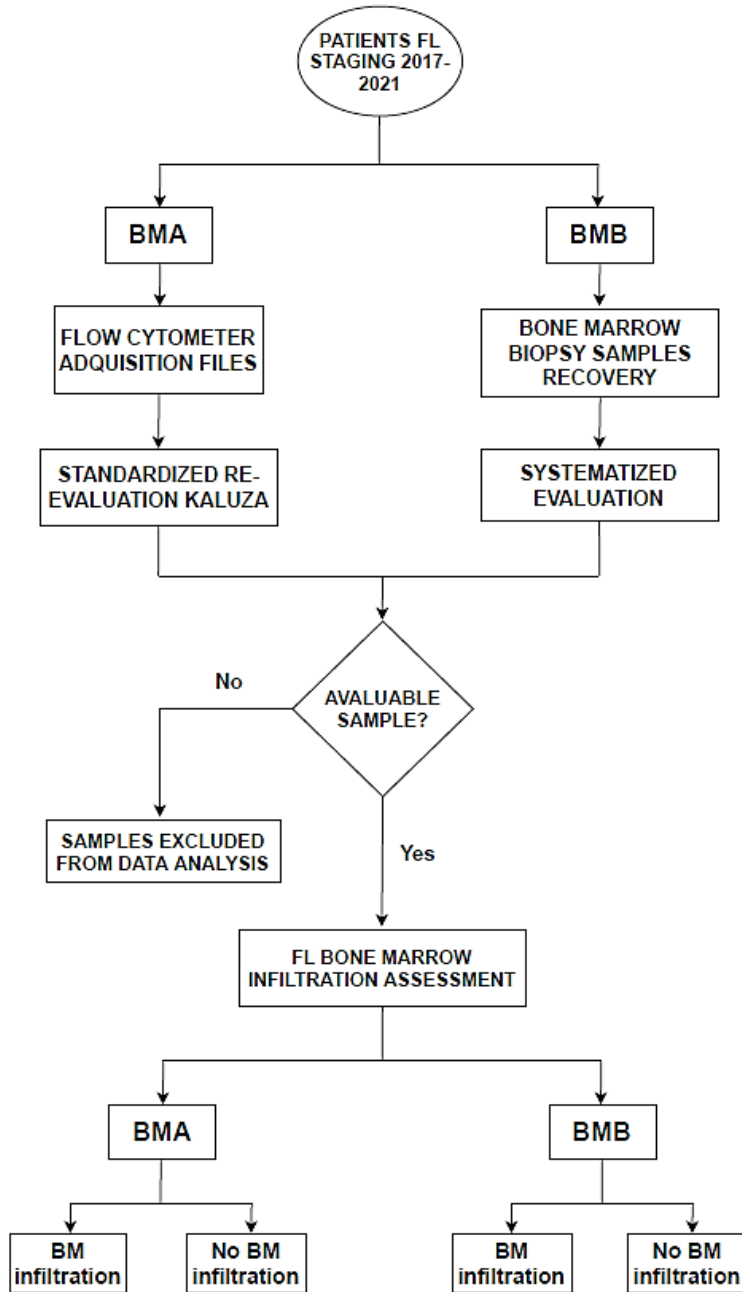 PATIENTS FL
STAGING 2017-
2021
BMA
BMB
FLOW CYTOMETER
ADQUISITION FILES
BONE MARROW
BIOPSY SAMPLES
RECOVERY
STANDARDIZED RE-
EVALUATION KALUZA
SYSTEMATIZED
EVALUATION
No
AVALUABLE
SAMPLE?
SAMPLES EXCLUDED
FROM DATA ANALYSIS
Yes
FL BONE MARROW
INFILTRATION ASSESSMENT
BMA
BMB
BM
infiltration
No BM
infiltration
BM
infiltration
No BM
infiltration